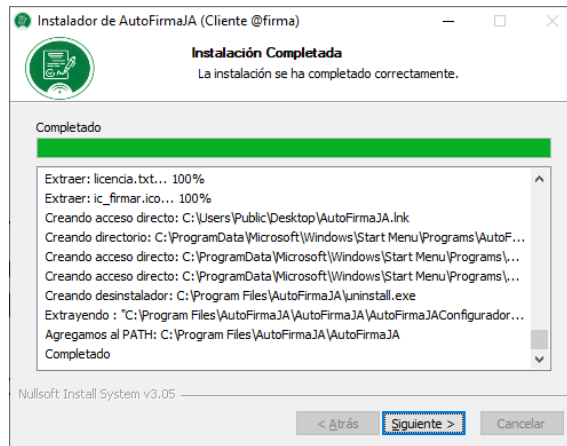 Instalador de AutoFirmaJA (Cliente @firma)
Instalación Completada
La instalación se ha completado correctamente.
Completado
Extraer: licencia.txt... 100%
Extraer: ic_firmar.ico... 100%
Creando acceso directo: C:\Users\Public\Desktop\AutoFirmaJA.lnk
Creando directorio: C:\ProgramData\Microsoft\Windows\Start Menu\Programs\AutoF...
Creando acceso directo: C:\ProgramData\Microsoft\Windows\Start Menu\Programs\...
Creando acceso directo: C:\ProgramData\Microsoft\Windows\Start Menu\Programs\...
Creando desinstalador: C:\Program Files\AutoFirmaJA\uninstall.exe
Extrayendo : "C:\Program Files\AutoFirmaJA\AutoFirmaJA\AutoFirmaJAConfigurador...
Agregamos al PATH: C:\Program Files\AutoFirmaJA\AutoFirmaJA
Completado
Nullsoft Install System v3.05
< Atrás Siguiente > Cancelar